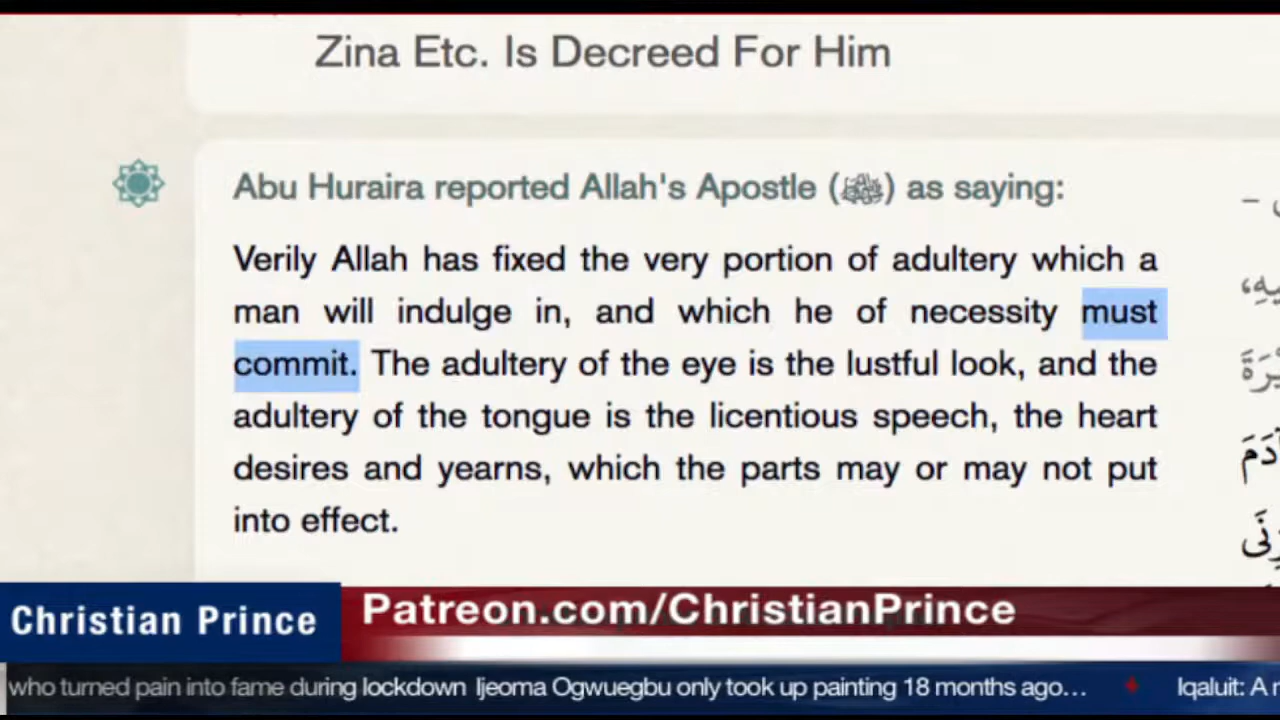 Zina Etc. Is Decreed For Him
Abu Huraira reported Allah's Apostle (ﷺ) as saying:
Verily Allah has fixed the very portion of adultery which a
man will indulge in, and which he of necessity must
commit. The adultery of the eye is the lustful look, and the
adultery of the tongue is the licentious speech, the heart
desires and yearns, which the parts may or may not put
into effect.
Christian Prince
Patreon.com/ChristianPrince
who turned pain into fame during lockdown Ijeoma Ogwuegbu only took up painting 18 months ago... Iqaluit: A